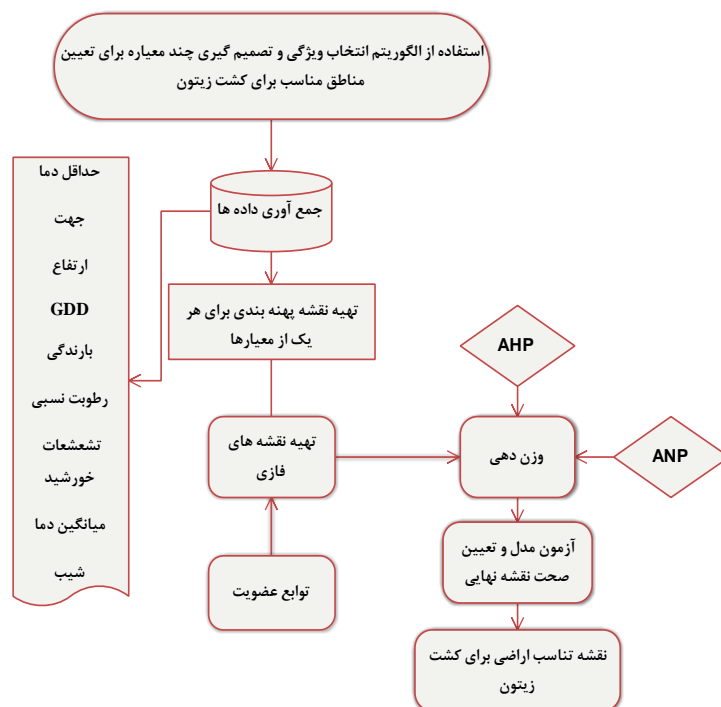 استفاده از الگوریتم انتخاب ویژگی و تصمیم گیری چند معیاره برای تعیین
مناطق مناسب برای کشت زیتون
جمع آوری داده ها
حداقل دما
جهت
ارتفاع
GDD
بارندگی
رطوبت نسبی
تشعشعات
خورشید
میانگین دما
شیب
تهیه نقشه پهنه بندی برای هر
یک از معیارها
تهیه نقشه های
فازی
توابع عضویت
AHP
وزن دهی
ANP
آزمون مدل و تعیین
صحت نقشه نهایی
نقشه تناسب اراضی برای کشت
زیتون